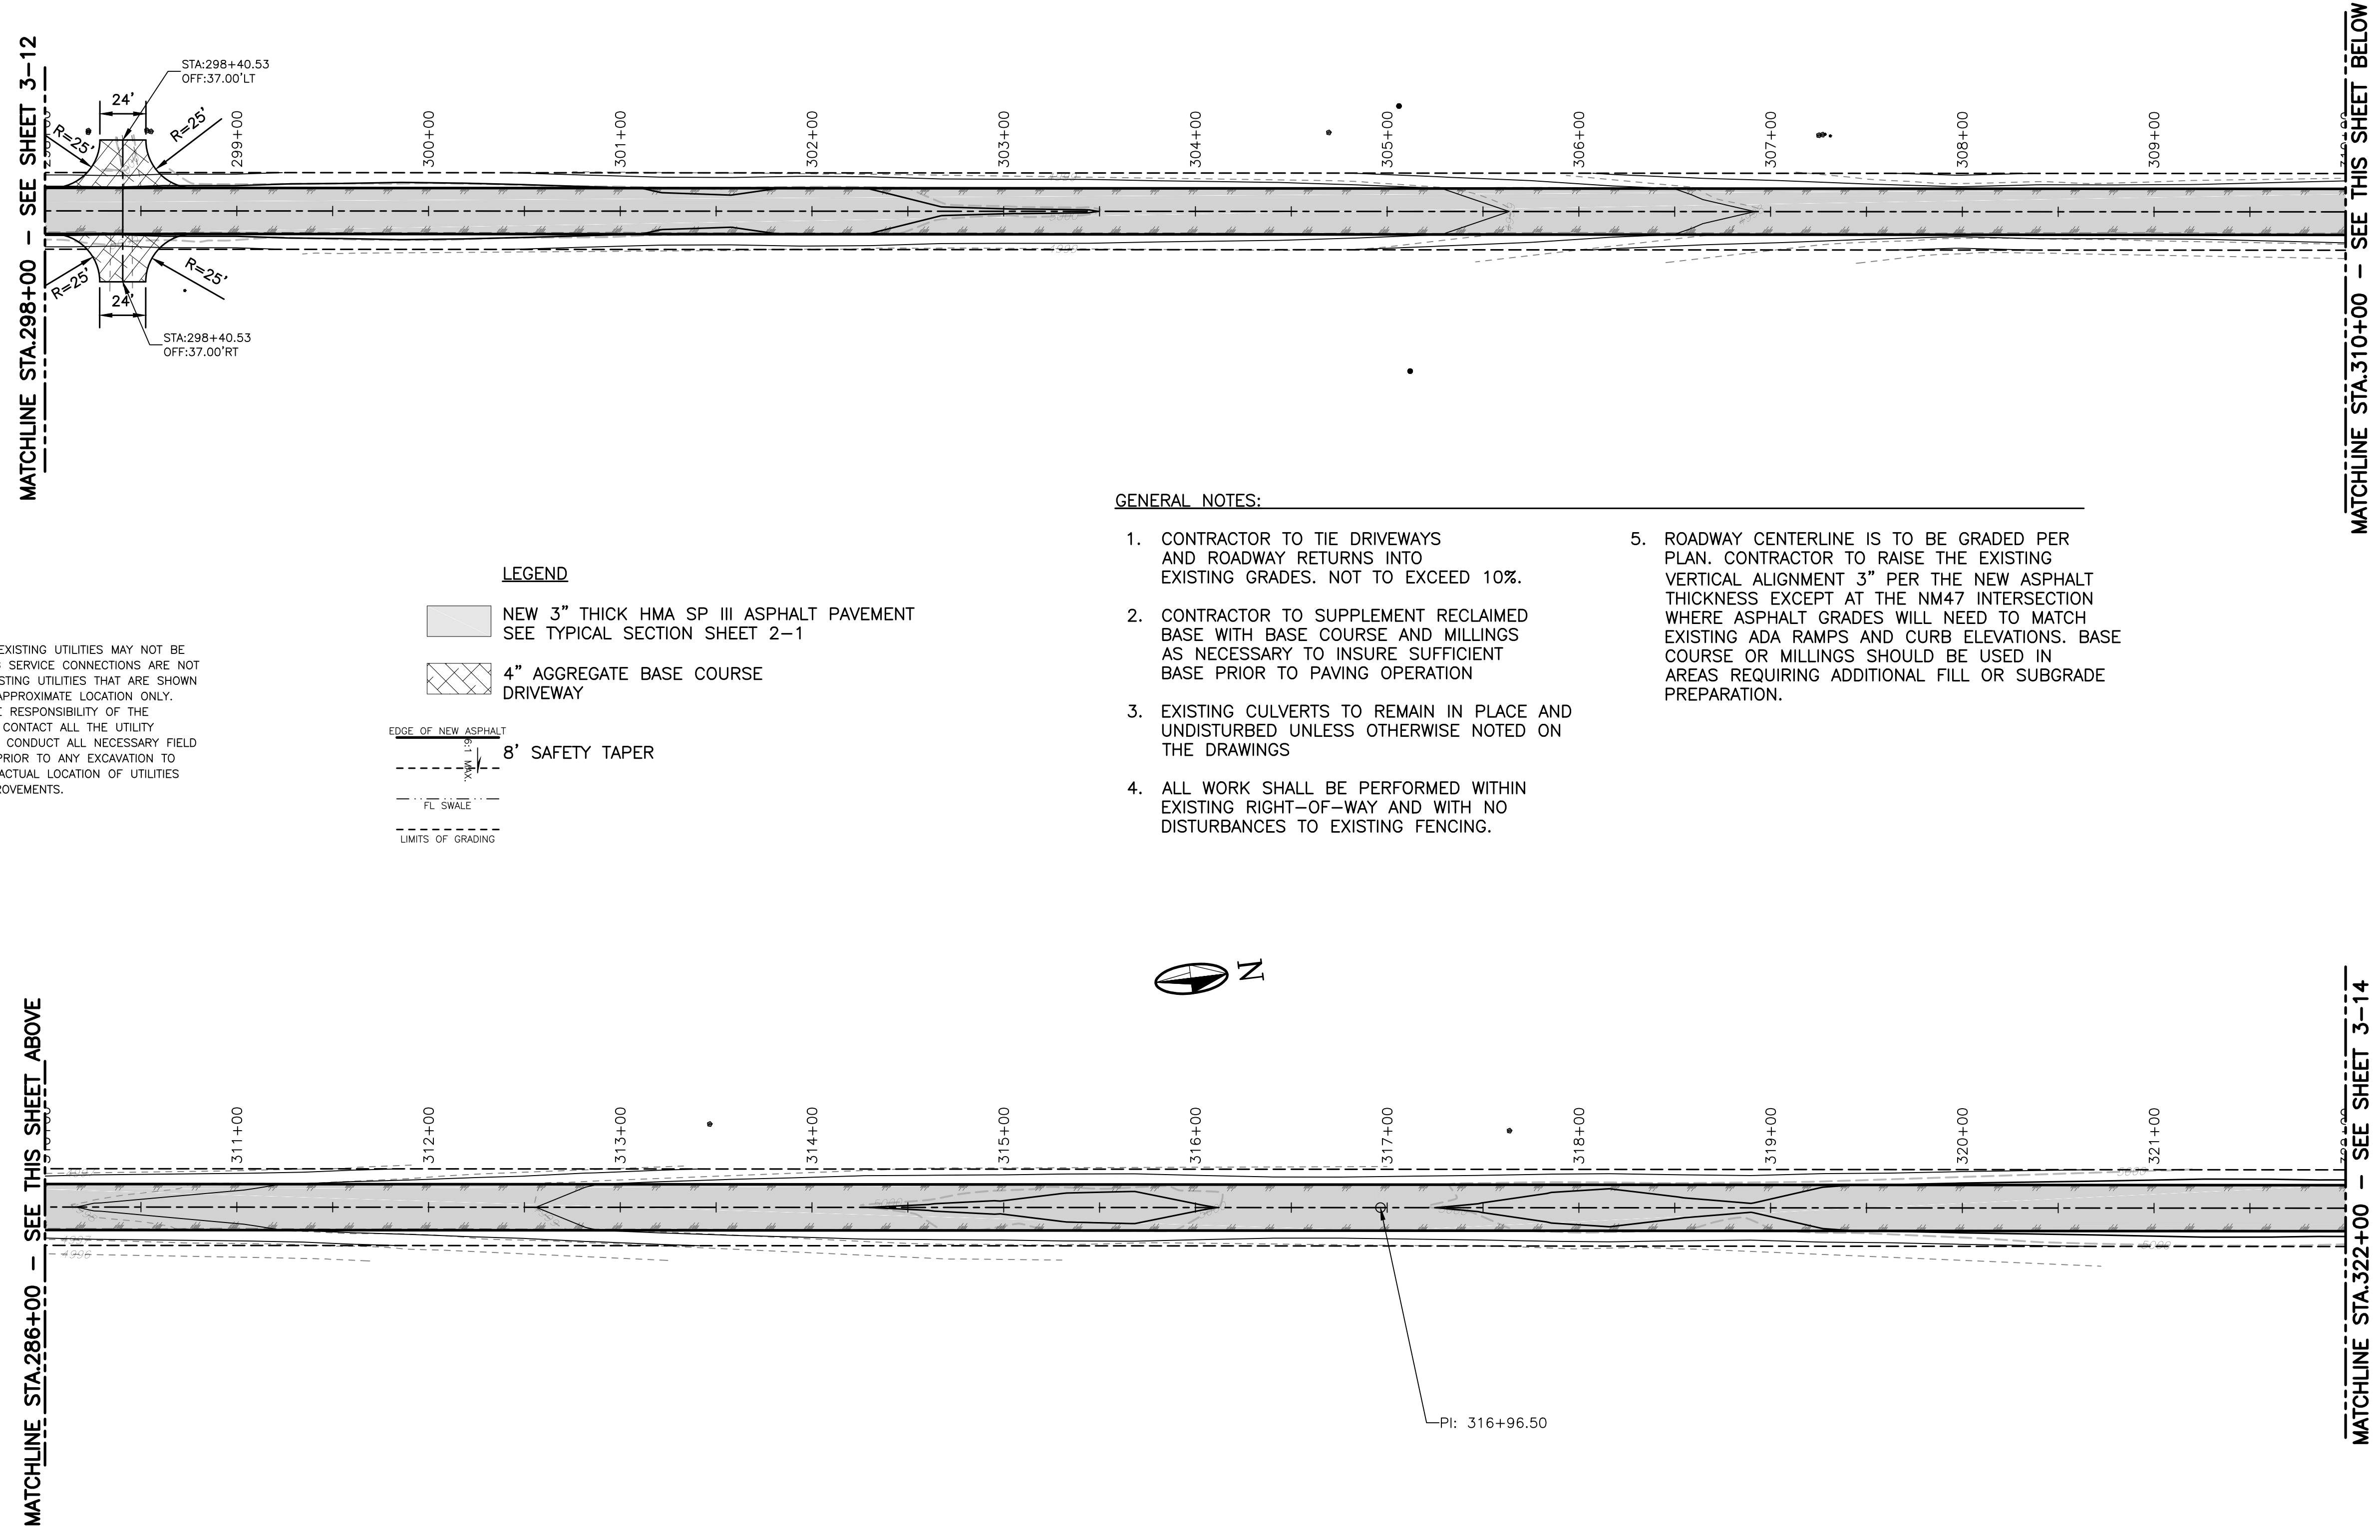 MATCHLINE STA.298+00 – SEE SHEET 3–12
STA:298+40.53
OFF:37.00'LT
24'
R=25'
R=25'
299+00
300+00
301+00
302+00
303+00
304+00
305+00
306+00
307+00
308+00
309+00
MATCHLINE STA.310+00 – SEE THIS SHEET BELOW
R=25'
R=25'
24'
STA:298+40.53
OFF:37.00'RT
EXISTING UTILITIES MAY NOT BE
SERVICE CONNECTIONS ARE NOT
STING UTILITIES THAT ARE SHOWN
APPROXIMATE LOCATION ONLY.
E RESPONSIBILITY OF THE
CONTACT ALL THE UTILITY
CONDUCT ALL NECESSARY FIELD
PRIOR TO ANY EXCAVATION TO
ACTUAL LOCATION OF UTILITIES
ROVEMENTS.
LEGEND
NEW 3" THICK HMA SP III ASPHALT PAVEMENT
SEE TYPICAL SECTION SHEET 2–1
4" AGGREGATE BASE COURSE
DRIVEWAY
EDGE OF NEW ASPHALT
6:1 MAX.
8' SAFETY TAPER
FL SWALE
LIMITS OF GRADING
GENERAL NOTES:
1. CONTRACTOR TO TIE DRIVEWAYS
AND ROADWAY RETURNS INTO
EXISTING GRADES. NOT TO EXCEED 10%.
2. CONTRACTOR TO SUPPLEMENT RECLAIMED
BASE WITH BASE COURSE AND MILLINGS
AS NECESSARY TO INSURE SUFFICIENT
BASE PRIOR TO PAVING OPERATION
3. EXISTING CULVERTS TO REMAIN IN PLACE AND
UNDISTURBED UNLESS OTHERWISE NOTED ON
THE DRAWINGS
4. ALL WORK SHALL BE PERFORMED WITHIN
EXISTING RIGHT–OF–WAY AND WITH NO
DISTURBANCES TO EXISTING FENCING.
5. ROADWAY CENTERLINE IS TO BE GRADED PER
PLAN. CONTRACTOR TO RAISE THE EXISTING
VERTICAL ALIGNMENT 3" PER THE NEW ASPHALT
THICKNESS EXCEPT AT THE NM47 INTERSECTION
WHERE ASPHALT GRADES WILL NEED TO MATCH
EXISTING ADA RAMPS AND CURB ELEVATIONS. BASE
COURSE OR MILLINGS SHOULD BE USED IN
AREAS REQUIRING ADDITIONAL FILL OR SUBGRADE
PREPARATION.
N
MATCHLINE STA.286+00 – SEE THIS SHEET ABOVE
311+00
312+00
313+00
314+00
315+00
316+00
317+00
318+00
319+00
320+00
321+00
4996
PI: 316+96.50
MATCHLINE STA.322+00 – SEE SHEET 3–14